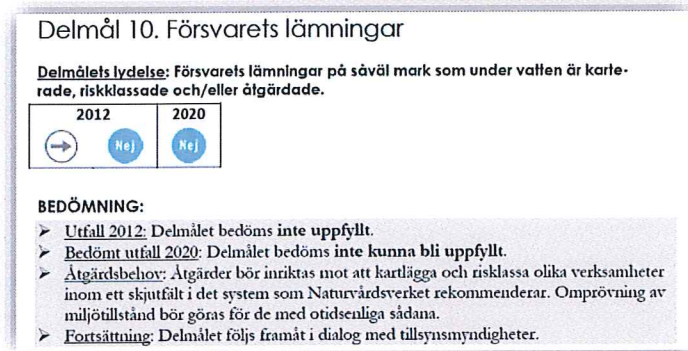 Delmål 10. Försvarets lämningar
Delmålets lydelse: Försvarets lämningar på såväl mark som under vatten är karte-
rade, riskklassade och/eller åtgärdade.
2012 2020
Nej Nej
BEDÖMNING:
➢ Utfall 2012: Delmålet bedöms inte uppfyllt.
➢ Bedömt utfall 2020: Delmålet bedöms inte kunna bli uppfyllt.
➢ Åtgärdsbehov: Åtgärder bör inriktas mot att kartlägga och risklassa olika verksamheter
inom ett skjutfält i det system som Naturvårdsverket rekommenderar. Omprövning av
miljötillstånd bör göras för de med otidsenliga sådana.
➢ Fortsättning: Delmålet följs framåt i dialog med tillsynsmyndigheter.